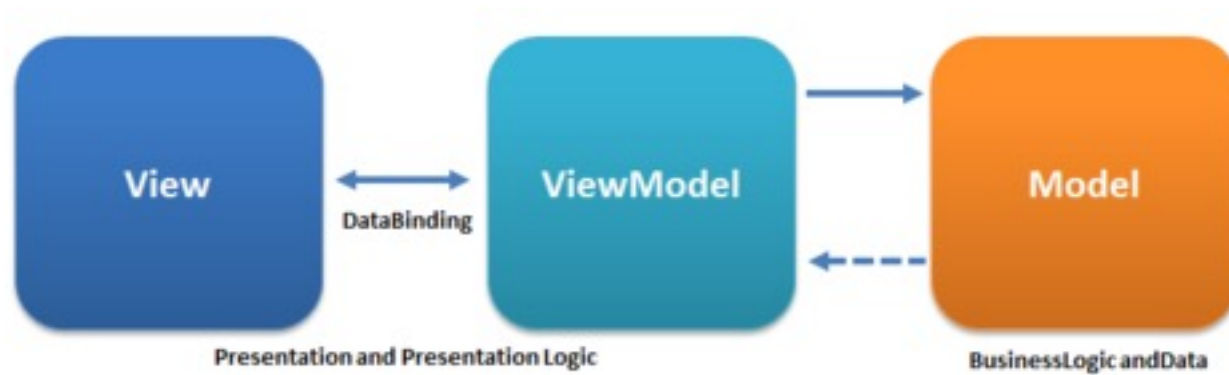 View
ViewModel
Model
DataBinding
Presentation and Presentation Logic
BusinessLogic andData